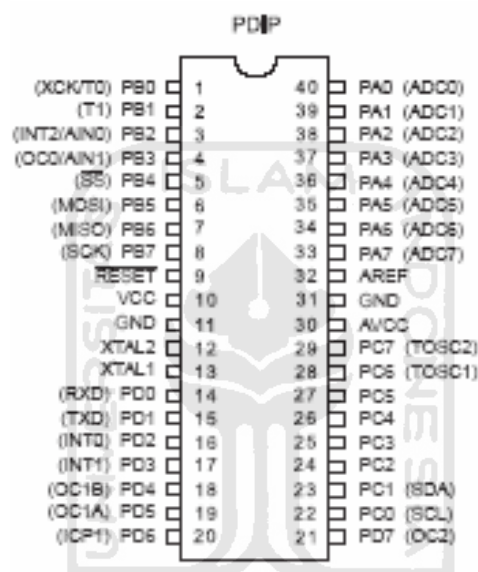 PDIP
(XCK/T0) PB0 1 40 PA0 (ADC0)
(T1) PB1 2 39 PA1 (ADC1)
(INT2/AIN0) PB2 3 38 PA2 (ADC2)
(OC0/AIN1) PB3 4 37 PA3 (ADC3)
(SS) PB4 5 36 PA4 (ADC4)
(MOSI) PB5 6 35 PA5 (ADC5)
(MISO) PB6 7 34 PA6 (ADC6)
(SCK) PB7 8 33 PA7 (ADC7)
RESET 9 32 AREF
VCC 10 31 GND
GND 11 30 AVCC
XTAL2 12 29 PC7 (TOSC2)
XTAL1 13 28 PC6 (TOSC1)
(RXD) PD0 14 27 PC5
(TXD) PD1 15 26 PC4
(INT0) PD2 16 25 PC3
(INT1) PD3 17 24 PC2
(OC1B) PD4 18 23 PC1 (SDA)
(OC1A) PD5 19 22 PC0 (SCL)
(ICP1) PD6 20 21 PD7 (OC2)